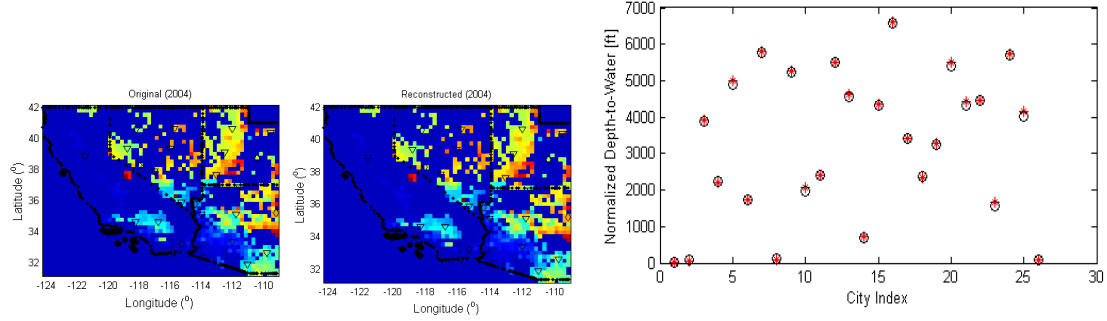 Original (2004)
42
40
38
36
34
32
Latitude (º)
-124 -122 -120 -118 -116 -114 -112 -110
Longitude (º)
Reconstructed (2004)
42
40
38
36
34
32
Latitude (º)
-124 -122 -120 -118 -116 -114 -112 -110
Longitude (º)
7000
6000
5000
4000
3000
2000
1000
0
Normalized Depth-to-Water [ft]
0 5 10 15 20 25 30
City Index